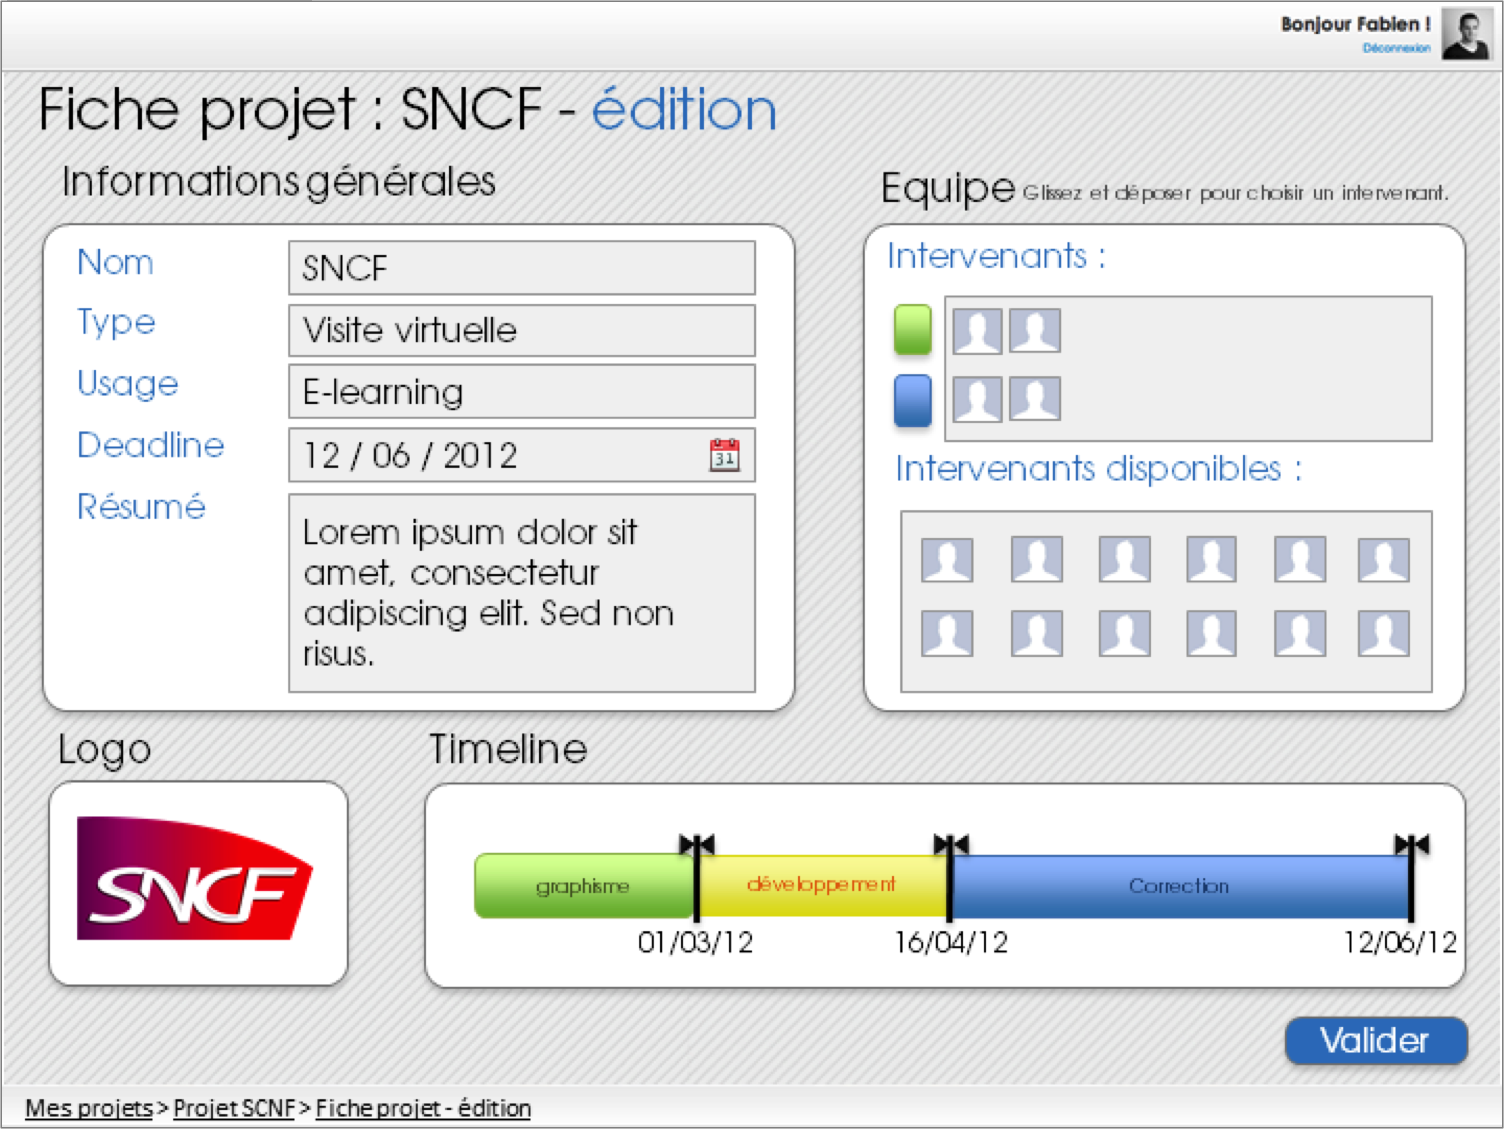 Bonjour Fabien !
Déconnexion
Fiche projet : SNCF - édition
Informations générales
Nom
SNCF
Type
Visite virtuelle
Usage
E-learning
Deadline
12 / 06 / 2012
31
Résumé
Lorem ipsum dolor sit
amet, consectetur
adipiscing elit. Sed non
risus.
Equipe Glissez et déposer pour choisir un intervenant.
Intervenants :
Intervenants disponibles :
Logo
SNCF
Timeline
graphisme
développement
Correction
01/03/12
16/04/12
12/06/12
Valider
Mes projets > Projet SCNF > Fiche projet - édition